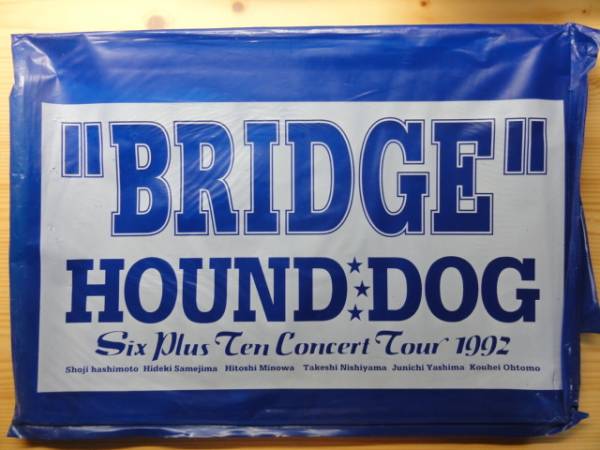 "BRIDGE"
HOUND DOG
Six Plus Ten Concert Tour 1992
Shoji hashimoto Hideki Samejima Hitoshi Minowa Takeshi Nishiyama Junichi Yashima Kouhei Ohtomo